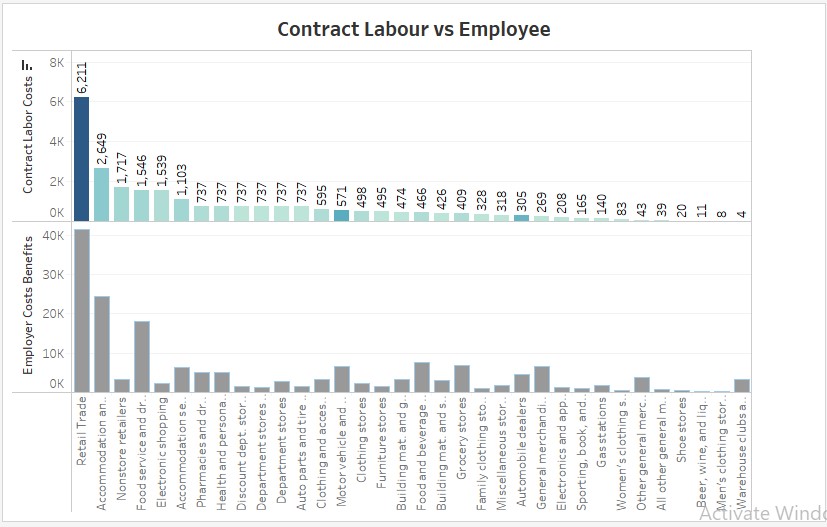 Contract Labour vs Employee
Contract Labor Costs
8K
6K
4K
2K
0K
6,211
2,649
1,717
1,546
1,539
1,103
737
737
737
737
737
737
595
571
498
495
474
466
426
409
328
318
305
269
208
165
140
83
43
39
20
11
8
4
Employer Costs Benefits
40K
30K
20K
10K
0K
Retail Trade
Accommodation an..
Nonstore retailers
Food service and dr..
Electronic shopping
Accommodation se..
Pharmacies and dr..
Health and persona..
Discount dept. stor..
Department stores..
Department stores
Auto parts and tire ..
Clothing and acces..
Motor vehicle and ..
Clothing stores
Furniture stores
Building mat. and g..
Food and beverage ..
Building mat. and s..
Grocery stores
Family clothing sto..
Miscellaneous stor..
Automobile dealers
General merchandi..
Electronics and app..
Sporting, book, and..
Gas stations
Women's clothing s..
Other general merc..
All other general m..
Shoe stores
Beer, wine, and liq..
Men's clothing stor..
Warehouse clubs a..
Activate Windo